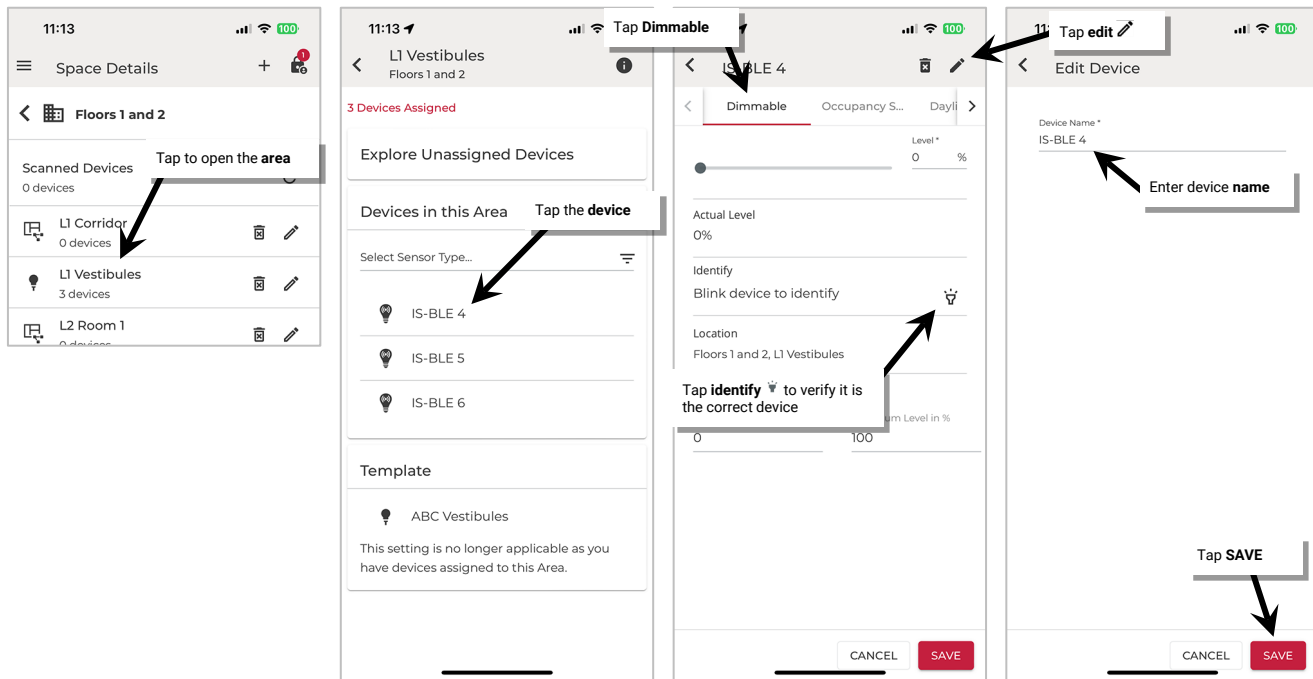 11:13
100
Space Details
1
Floors 1 and 2
Tap to open the area
Scanned Devices
0 devices
L1 Corridor
0 devices
L1 Vestibules
3 devices
L2 Room 1
0 devices
11:13
L1 Vestibules
Floors 1 and 2
3 Devices Assigned
Explore Unassigned Devices
Devices in this Area
Tap the device
Select Sensor Type...
IS-BLE 4
IS-BLE 5
IS-BLE 6
Template
ABC Vestibules
This setting is no longer applicable as you
have devices assigned to this Area.
Tap Dimmable
100
IS-BLE 4
Dimmable
Occupancy S...
Dayli
Level *
0 %
Actual Level
0%
Identify
Blink device to identify
Location
Floors 1 and 2, L1 Vestibules
Tap identify to verify it is
the correct device
Level in %
0
100
CANCEL
SAVE
Tap edit
100
Edit Device
Device Name *
IS-BLE 4
Enter device name
Tap SAVE
CANCEL
SAVE